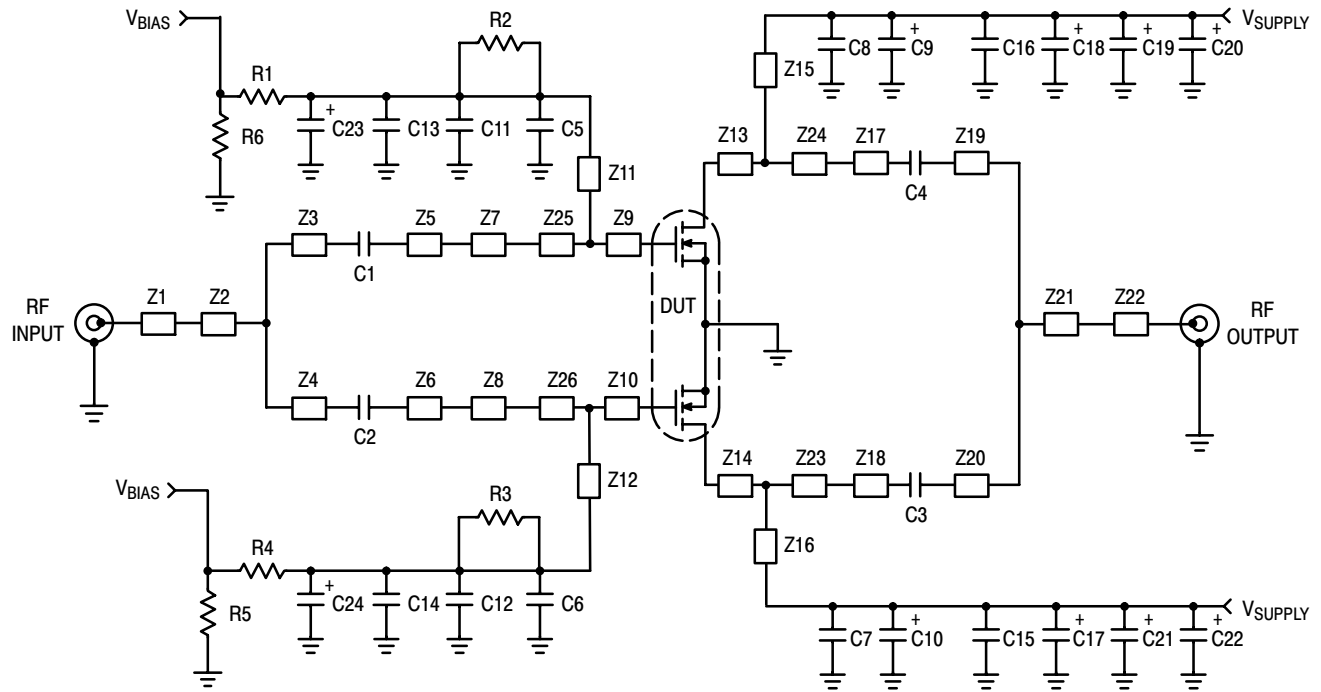 VBIAS
R2
VSUPPLY
C8
+
C9
C16
+
C18
+
C19
+
C20
Z15
R1
R6
+
C23
C13
C11
C5
Z11
Z13
Z24
Z17
Z19
C4
Z3
Z5
Z7
Z25
Z9
C1
RF
INPUT
Z1
Z2
DUT
Z21
Z22
RF
OUTPUT
Z4
Z6
Z8
Z26
Z10
C2
Z12
Z14
Z23
Z18
Z20
C3
VBIAS
R3
Z16
R4
R5
+
C24
C14
C12
C6
VSUPPLY
C7
+
C10
C15
+
C17
+
C21
+
C22